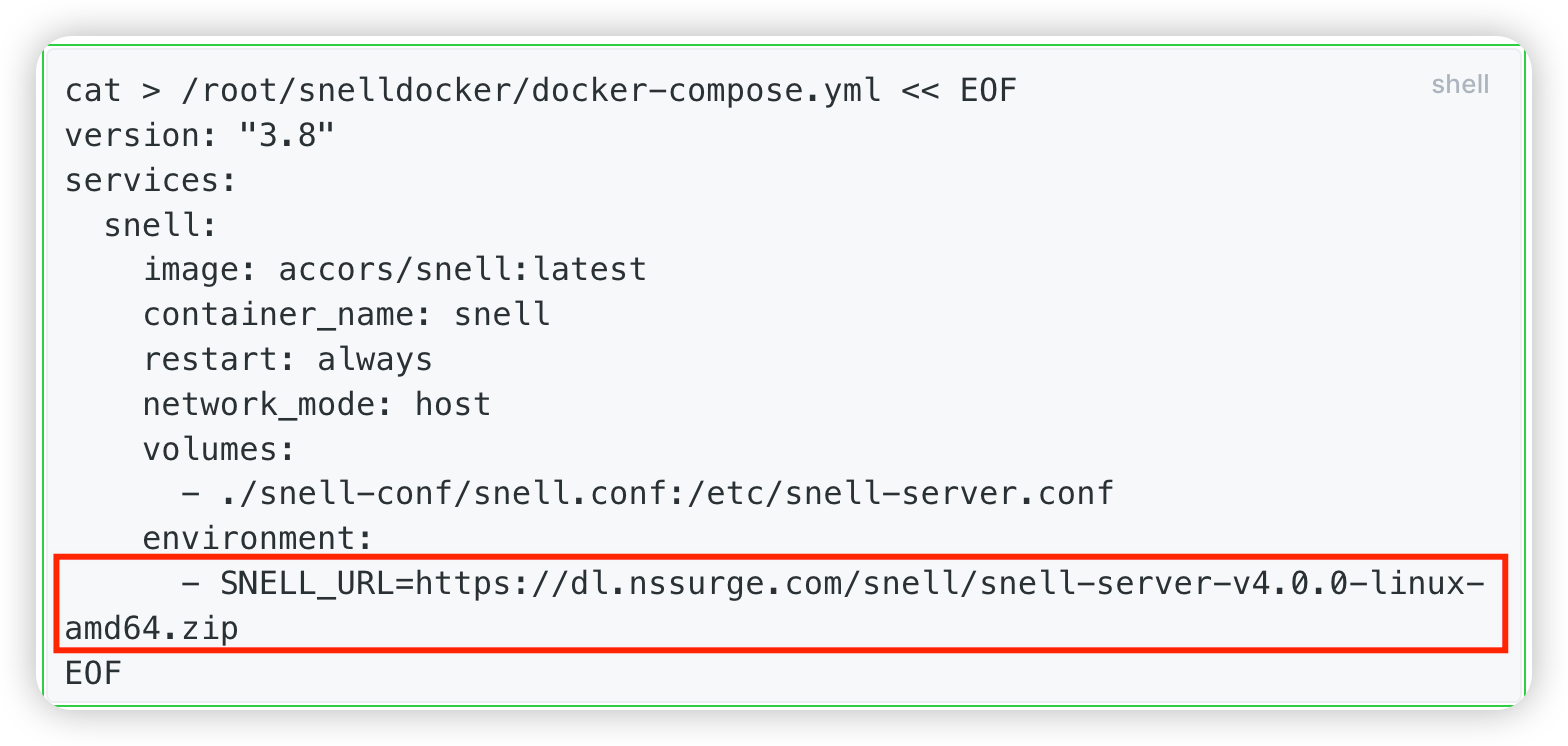 shell
cat > /root/snelldocker/docker-compose.yml << EOF
version: "3.8"
services:
  snell:
    image: accors/snell:latest
    container_name: snell
    restart: always
    network_mode: host
    volumes:
      - ./snell-conf/snell.conf:/etc/snell-server.conf
    environment:
      - SNELL_URL=https://dl.nssurge.com/snell/snell-server-v4.0.0-linux-
amd64.zip
EOF